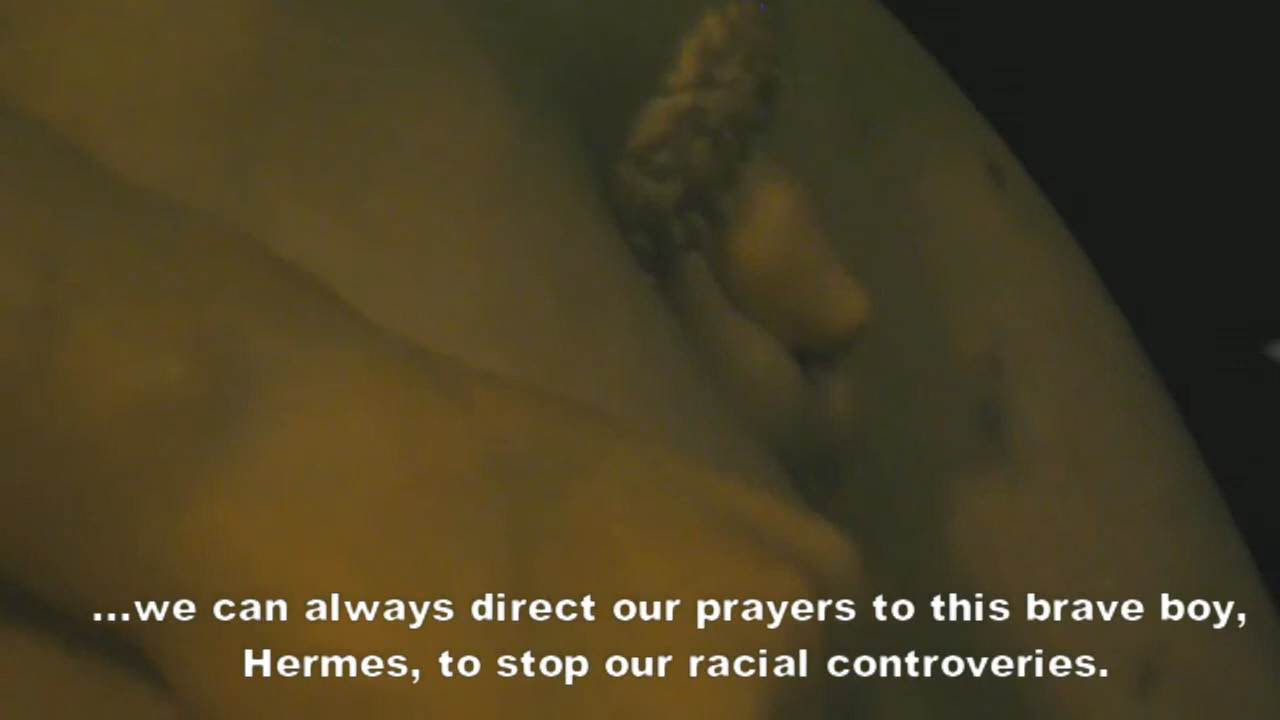 ...we can always direct our prayers to this brave boy,
Hermes, to stop our racial controveries.